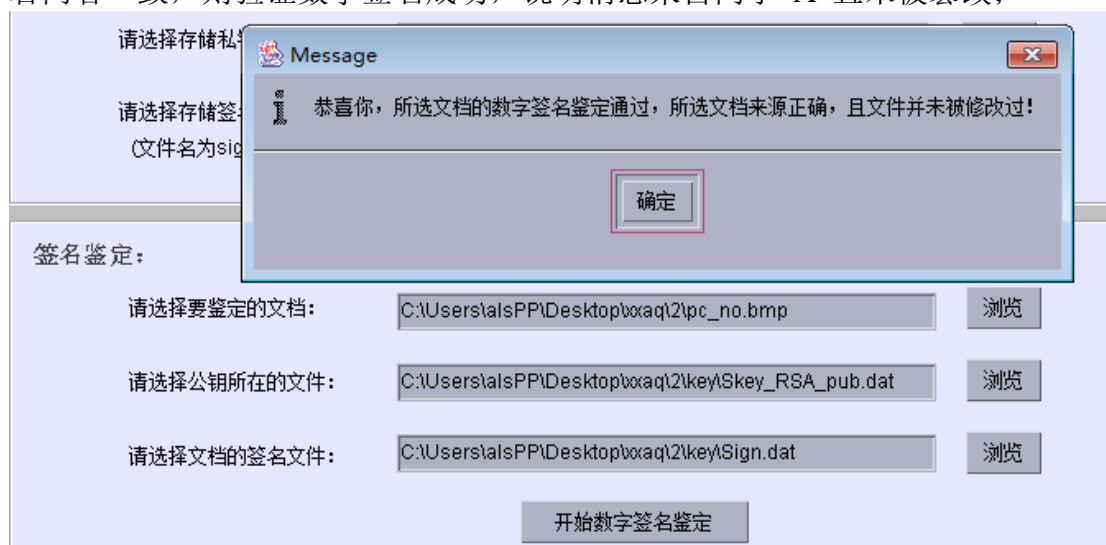 请选择存储私
Message
恭喜你，所选文档的数字签名鉴定通过，所选文档来源正确，且文件并未被修改过！
请选择存储签
(文件名为sig
确定
签名鉴定：
请选择要鉴定的文档：
C:\Users\alsPP\Desktop\xxaq\2\pc_no.bmp
浏览
请选择公钥所在的文件：
C:\Users\alsPP\Desktop\xxaq\2\key\Skey_RSA_pub.dat
浏览
请选择文档的签名文件：
C:\Users\alsPP\Desktop\xxaq\2\key\Sign.dat
浏览
开始数字签名鉴定